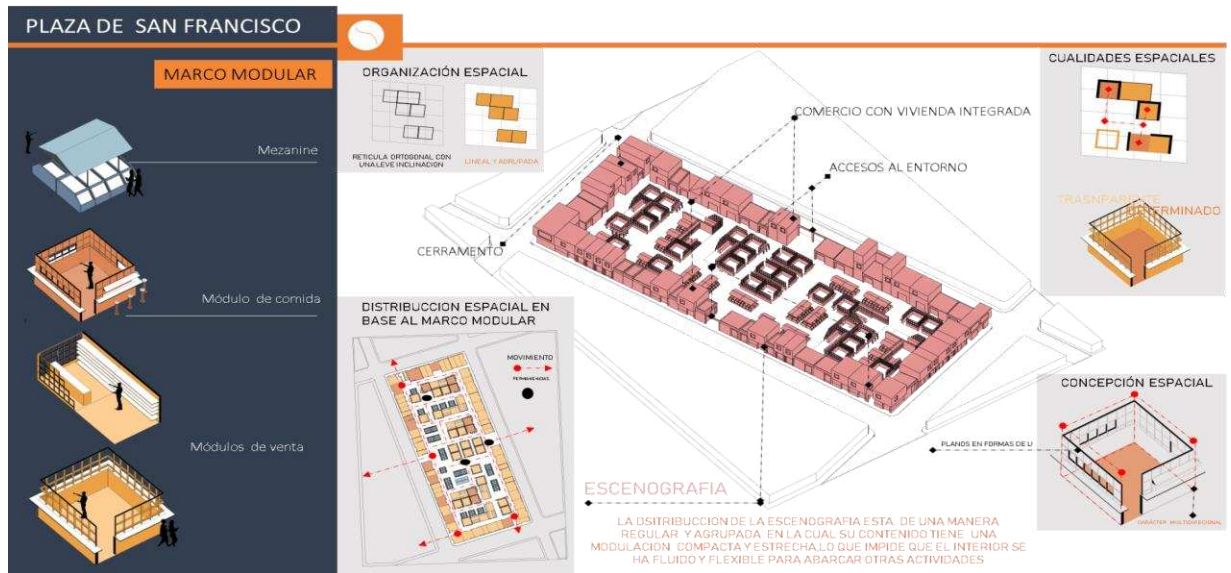 PLAZA DE SAN FRANCISCO
MARCO MODULAR
Mezanine
Módulo de comida
Módulos de venta
ORGANIZACIÓN ESPACIAL
RETICULA ORTOGONAL CON
UNA LEVE INCLINACION
LINEAL Y AGRUPADA
COMERCIO CON VIVIENDA INTEGRADA
ACCESOS AL ENTORNO
CERRAMENTO
DISTRIBUCCION ESPACIAL EN
BASE AL MARCO MODULAR
MOVIMIENTO
ESCENOGRAFIA
LA DSITRIBUCCION DE LA ESCENOGRAFIA ESTA DE UNA MANERA
REGULAR Y AGRUPADA EN LA CUAL SU CONTENIDO TIENE UNA
MODULACION COMPACTA Y ESTRECHA,LO QUE IMPIDE QUE EL INTERIOR SE
HA FLUIDO Y FLEXIBLE PARA ABARCAR OTRAS ACTIVIDADES
CUALIDADES ESPACIALES
TRASNPARIENTE
DETERMINADO
CONCEPCIÓN ESPACIAL
PLANOS EN FORMAS DE U
CARÁCTER MULTIDIRECCIONAL